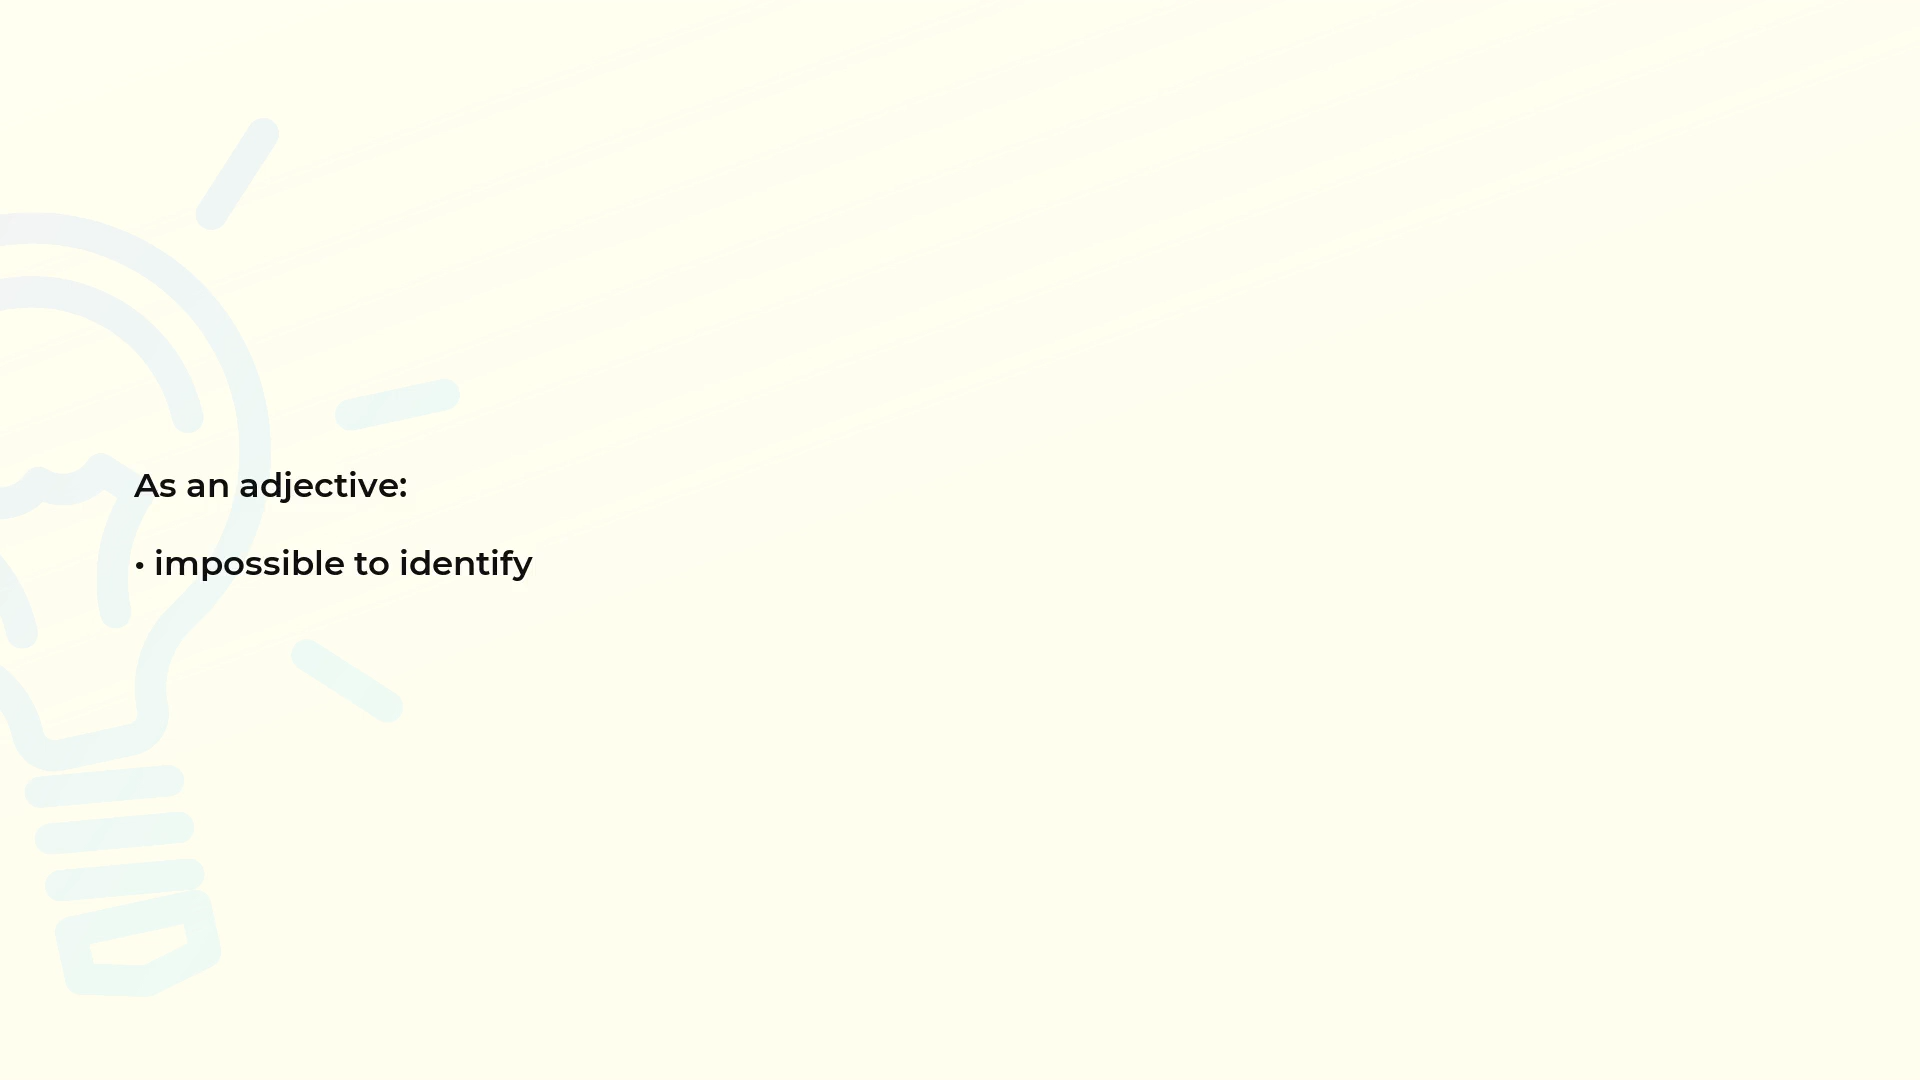 As an adjective:
• impossible to identify